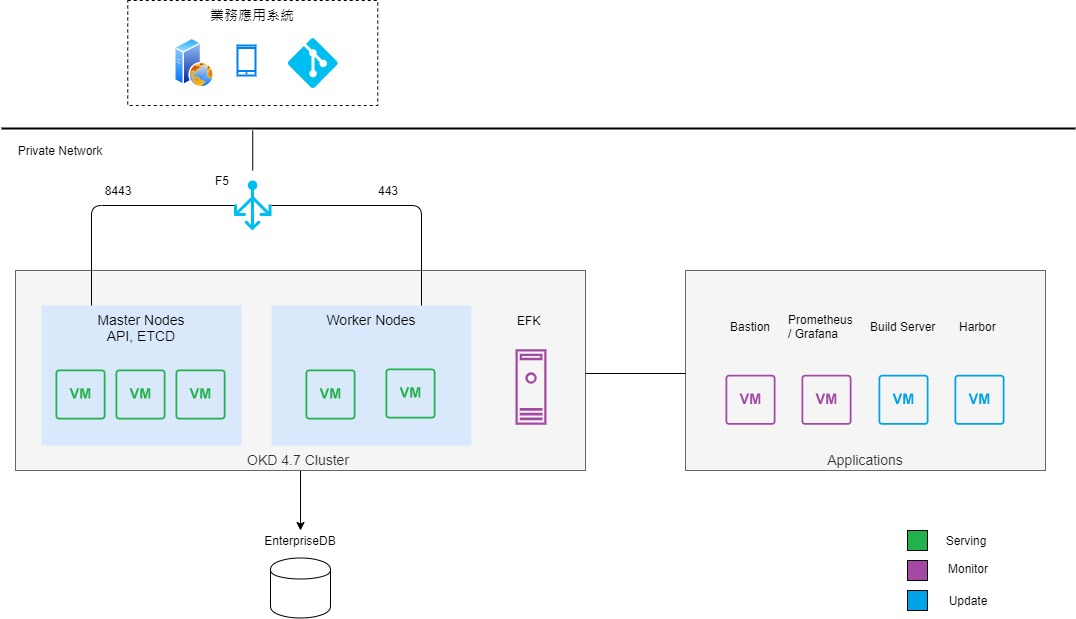 業務應用系統
Private Network
F5
8443
443
Master Nodes
API, ETCD
VM
VM
VM
Worker Nodes
VM
VM
EFK
OKD 4.7 Cluster
Bastion
Prometheus
/ Grafana
Build Server
Harbor
VM
VM
VM
VM
Applications
EnterpriseDB
Serving
Monitor
Update